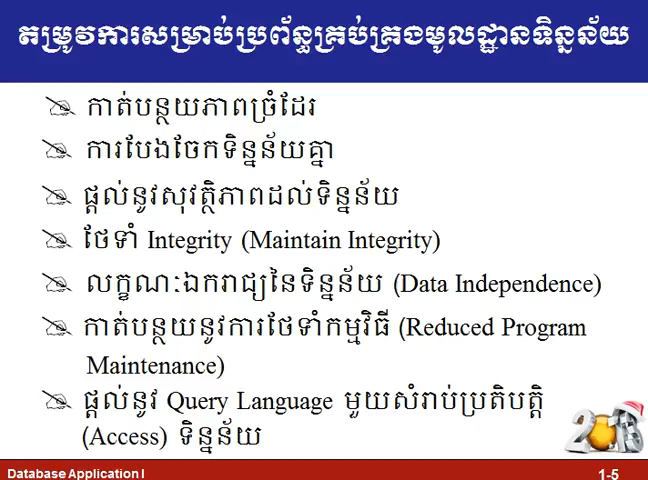 តម្រូវការសម្រាប់ប្រព័ន្ធគ្រប់គ្រងមូលដ្ឋានទិន្នន័យ
កាត់បន្ថយភាពច្រំដែរ
ការបែងចែកទិន្នន័យគ្នា
ផ្តល់នូវសុវត្ថិភាពដល់ទិន្នន័យ
ថែទាំ Integrity (Maintain Integrity)
លក្ខណៈឯករាជ្យនៃទិន្នន័យ (Data Independence)
កាត់បន្ថយនូវការថែទាំកម្មវិធី (Reduced Program
Maintenance)
ផ្តល់នូវ Query Language មួយសំរាប់ប្រតិបត្តិ
(Access) ទិន្នន័យ
2018
Database Application I
1-5